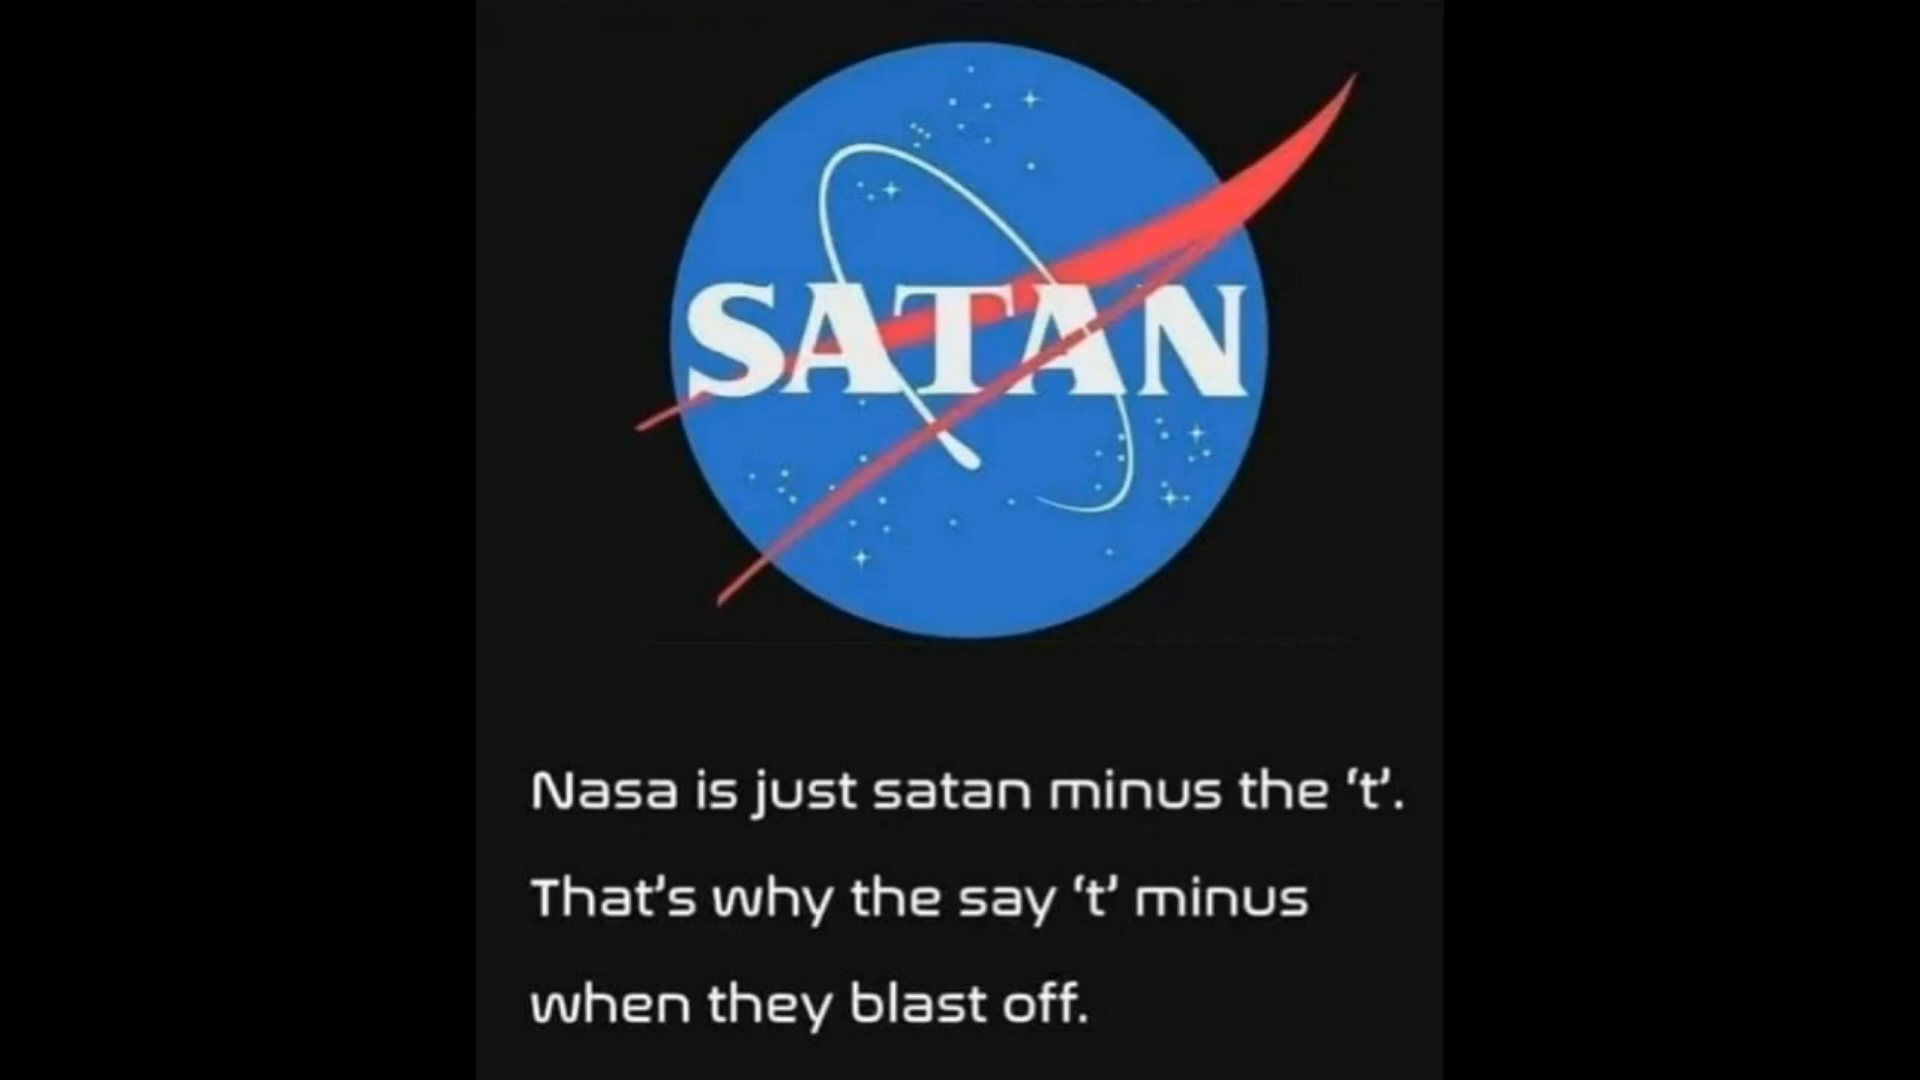 SATAN
Nasa is just satan minus the ‘t’.
That’s why the say ‘t’ minus
when they blast off.